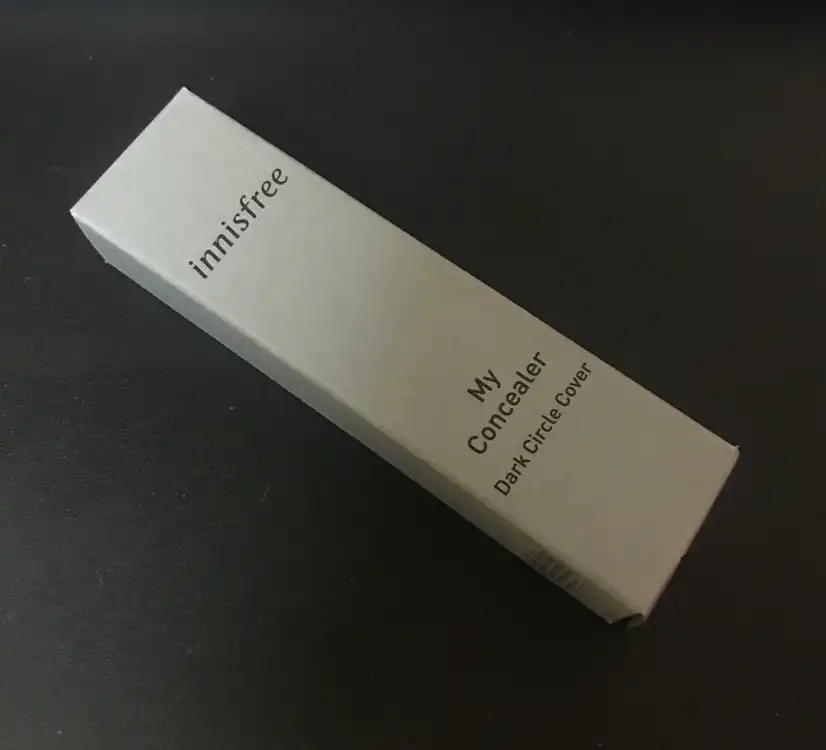 innisfree
My
Concealer
Dark Circle Cover